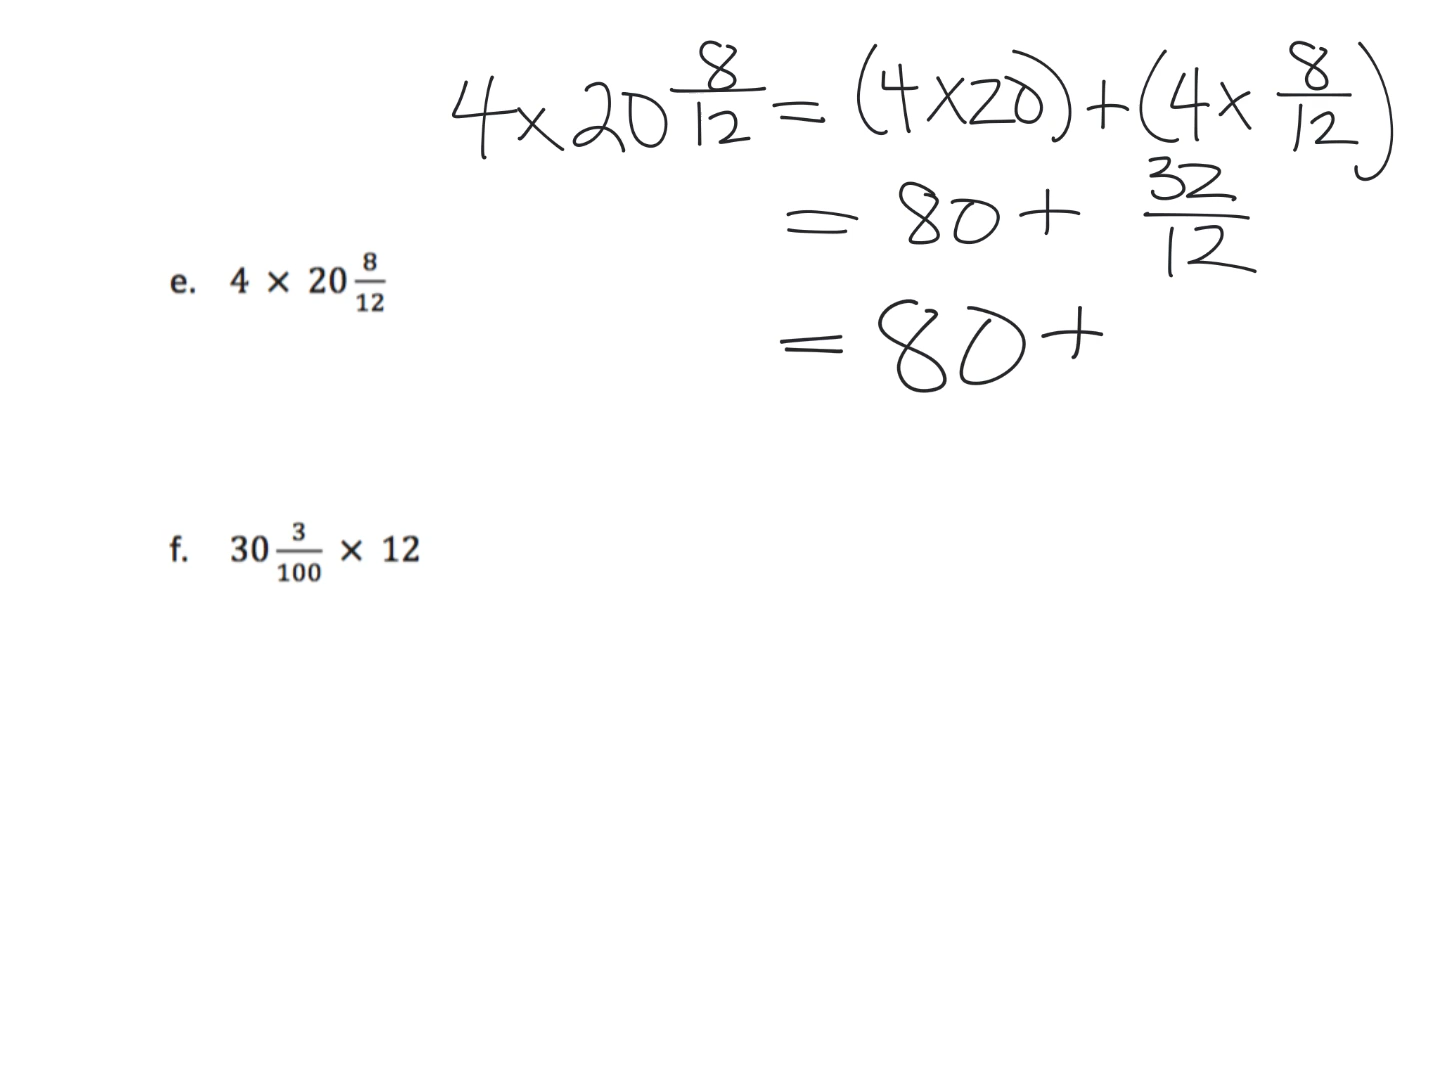 4 x 20 8/12 = (4 x 20) + (4 x 8/12)
= 80 + 32/12
e. 4 × 20 8/12
= 80 +
f. 30 3/100 × 12